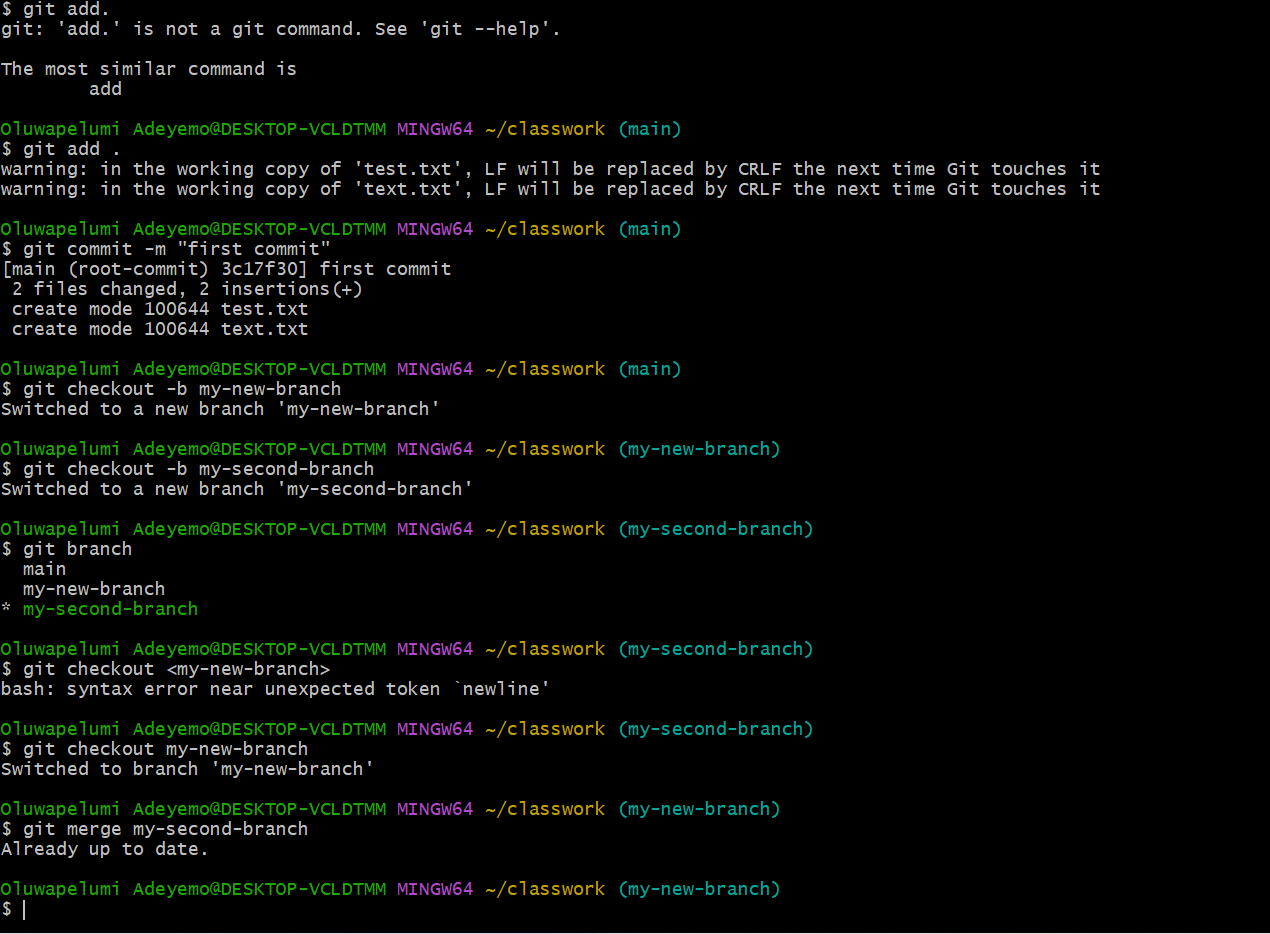 $ git add.
git: 'add.' is not a git command. See 'git --help'.
The most similar command is
add
Oluwapelumi Adeyemo@DESKTOP-VCLDTMM MINGW64 ~/classwork (main)
$ git add .
warning: in the working copy of 'test.txt', LF will be replaced by CRLF the next time Git touches it
warning: in the working copy of 'text.txt', LF will be replaced by CRLF the next time Git touches it
Oluwapelumi Adeyemo@DESKTOP-VCLDTMM MINGW64 ~/classwork (main)
$ git commit -m "first commit"
[main (root-commit) 3c17f30] first commit
2 files changed, 2 insertions(+)
create mode 100644 test.txt
create mode 100644 text.txt
Oluwapelumi Adeyemo@DESKTOP-VCLDTMM MINGW64 ~/classwork (main)
$ git checkout -b my-new-branch
Switched to a new branch 'my-new-branch'
Oluwapelumi Adeyemo@DESKTOP-VCLDTMM MINGW64 ~/classwork (my-new-branch)
$ git checkout -b my-second-branch
Switched to a new branch 'my-second-branch'
Oluwapelumi Adeyemo@DESKTOP-VCLDTMM MINGW64 ~/classwork (my-second-branch)
$ git branch
main
my-new-branch
* my-second-branch
Oluwapelumi Adeyemo@DESKTOP-VCLDTMM MINGW64 ~/classwork (my-second-branch)
$ git checkout <my-new-branch>
bash: syntax error near unexpected token `newline'
Oluwapelumi Adeyemo@DESKTOP-VCLDTMM MINGW64 ~/classwork (my-second-branch)
$ git checkout my-new-branch
Switched to branch 'my-new-branch'
Oluwapelumi Adeyemo@DESKTOP-VCLDTMM MINGW64 ~/classwork (my-new-branch)
$ git merge my-second-branch
Already up to date.
Oluwapelumi Adeyemo@DESKTOP-VCLDTMM MINGW64 ~/classwork (my-new-branch)
$